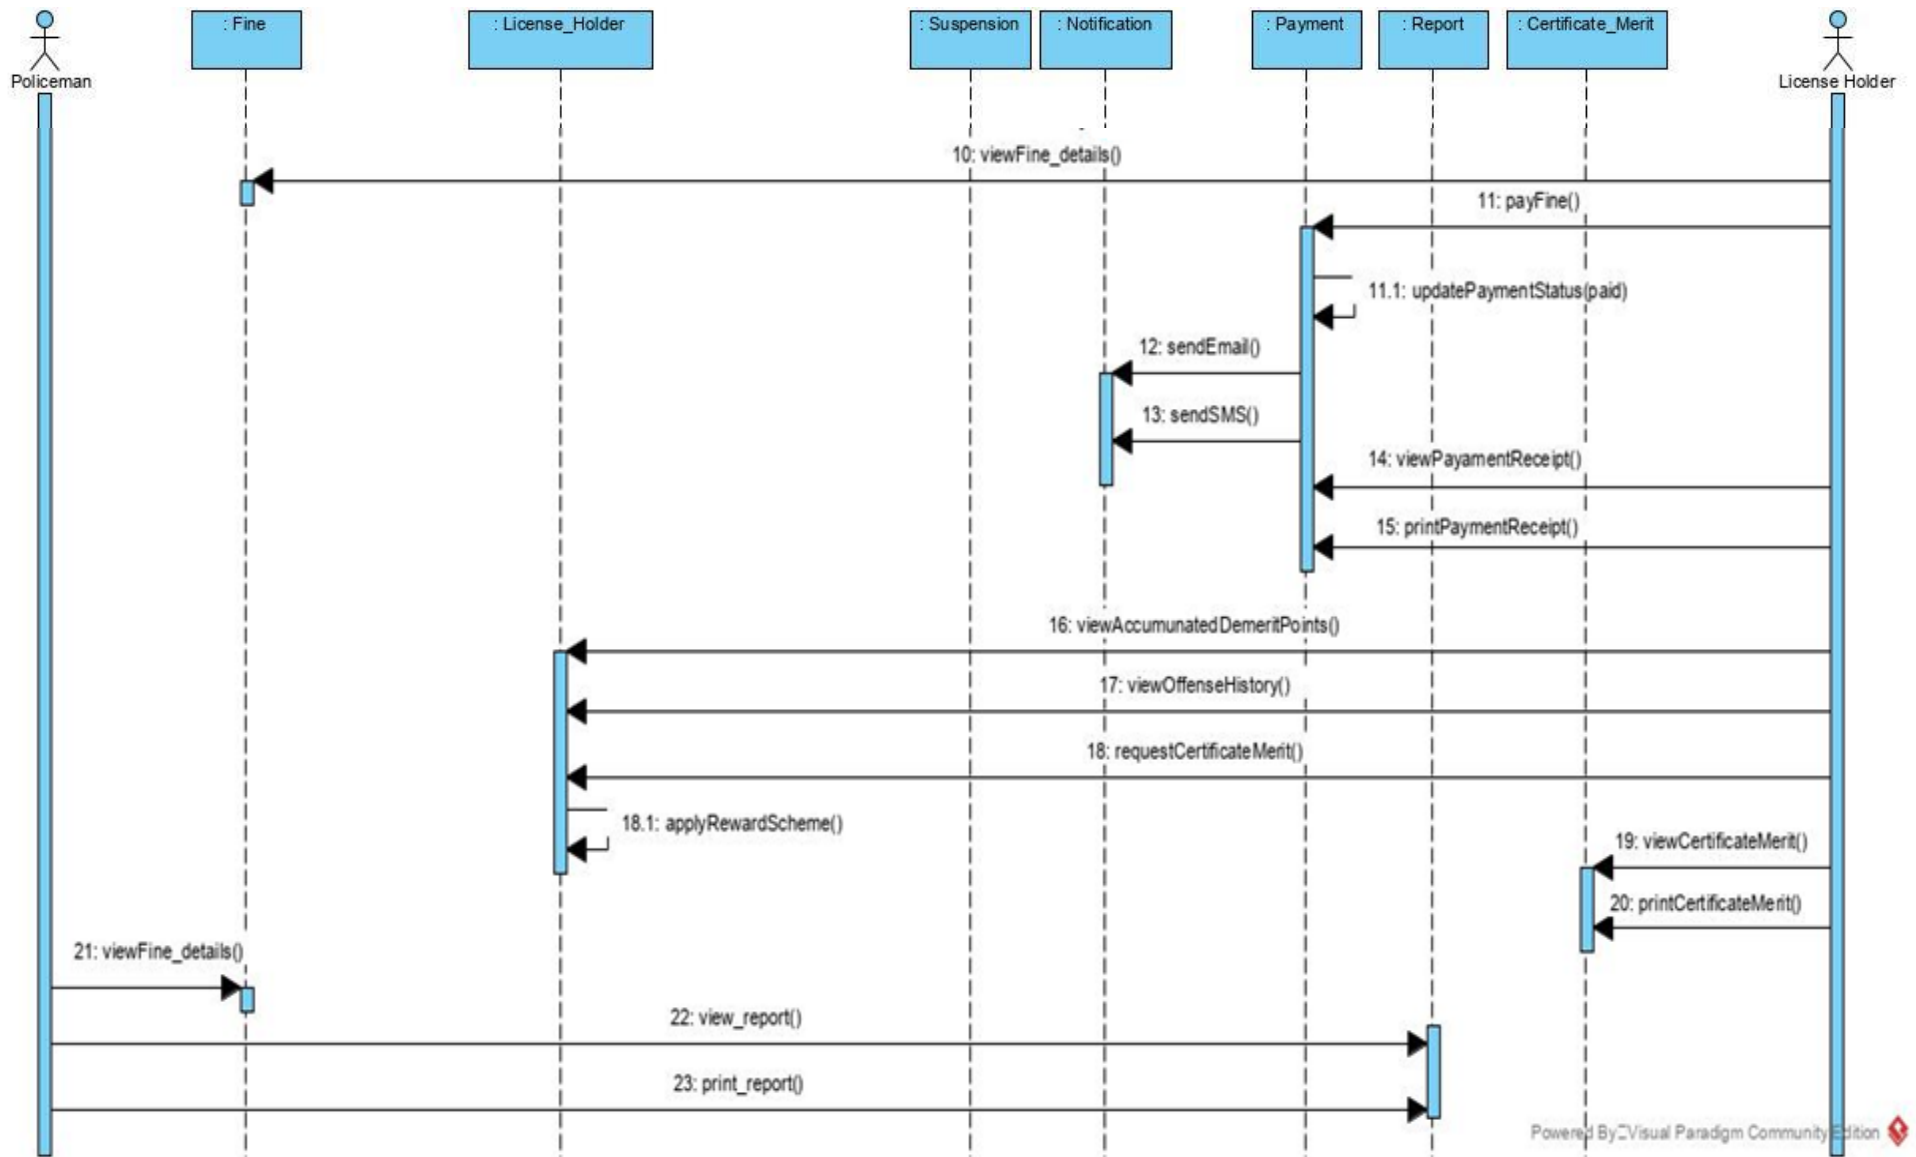 : Fine
: License_Holder
: Suspension
: Notification
: Payment
: Report
: Certificate_Merit
Policeman
License Holder
10: viewFine_details()
11: payFine()
11.1: updatePaymentStatus(paid)
12: sendEmail()
13: sendSMS()
14: viewPayamentReceipt()
15: printPaymentReceipt()
16: viewAccumunatedDemeritPoints()
17: viewOffenseHistory()
18: requestCertificateMerit()
18.1: applyRewardScheme()
19: viewCertificateMerit()
20: printCertificateMerit()
21: viewFine_details()
22: view_report()
23: print_report()
Powered By Visual Paradigm Community Edition